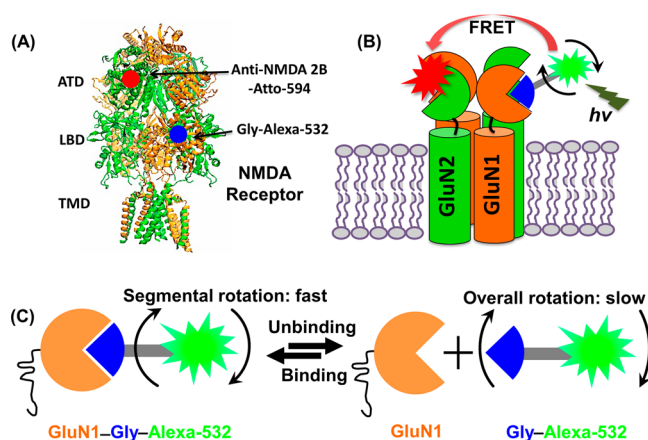 (A)
Anti-NMDA 2B
-Atto-594
ATD
Gly-Alexa-532
LBD
NMDA
Receptor
TMD
(B)
FRET
hν
GluN2
GluN1
(C)
Segmental rotation: fast
Unbinding
Binding
Overall rotation: slow
GluN1–Gly–Alexa-532
GluN1
Gly–Alexa-532